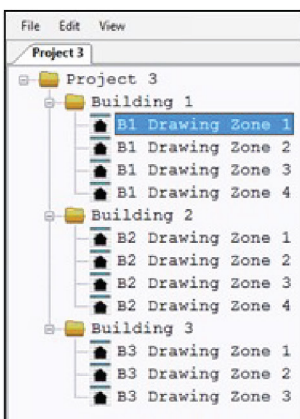 File Edit View
Project 3
Project 3
Building 1
B1 Drawing Zone 1
B1 Drawing Zone 2
B1 Drawing Zone 3
B1 Drawing Zone 4
Building 2
B2 Drawing Zone 1
B2 Drawing Zone 2
B2 Drawing Zone 3
B2 Drawing Zone 4
Building 3
B3 Drawing Zone 1
B3 Drawing Zone 2
B3 Drawing Zone 3